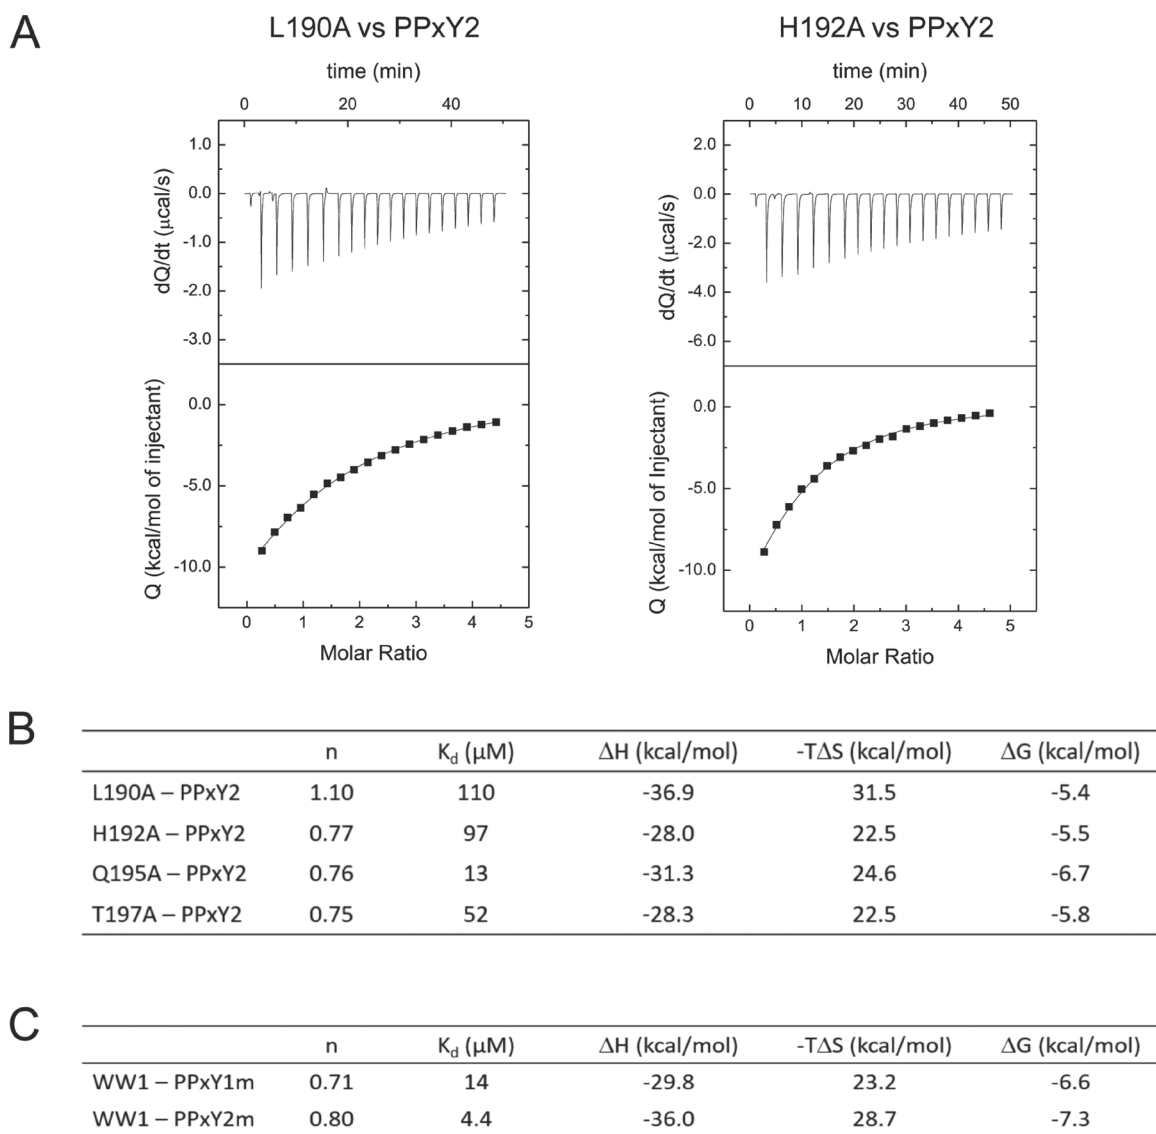 A
L190A vs PPxY2
time (min)
0 20 40
1.0
0.0
-1.0
-2.0
-3.0
dQ/dt (μcal/s)
0.0
-5.0
-10.0
Q (kcal/mol of injectant)
0 1 2 3 4 5
Molar Ratio
H192A vs PPxY2
time (min)
0 10 20 30 40 50
2.0
0.0
-2.0
-4.0
-6.0
dQ/dt (μcal/s)
0.0
-5.0
-10.0
Q (kcal/mol of Injectant)
0 1 2 3 4 5
Molar Ratio
B
n Kd (μM) ΔH (kcal/mol) -TΔS (kcal/mol) ΔG (kcal/mol)
L190A – PPxY2 1.10 110 -36.9 31.5 -5.4
H192A – PPxY2 0.77 97 -28.0 22.5 -5.5
Q195A – PPxY2 0.76 13 -31.3 24.6 -6.7
T197A – PPxY2 0.75 52 -28.3 22.5 -5.8
C
n Kd (μM) ΔH (kcal/mol) -TΔS (kcal/mol) ΔG (kcal/mol)
WW1 – PPxY1m 0.71 14 -29.8 23.2 -6.6
WW1 – PPxY2m 0.80 4.4 -36.0 28.7 -7.3